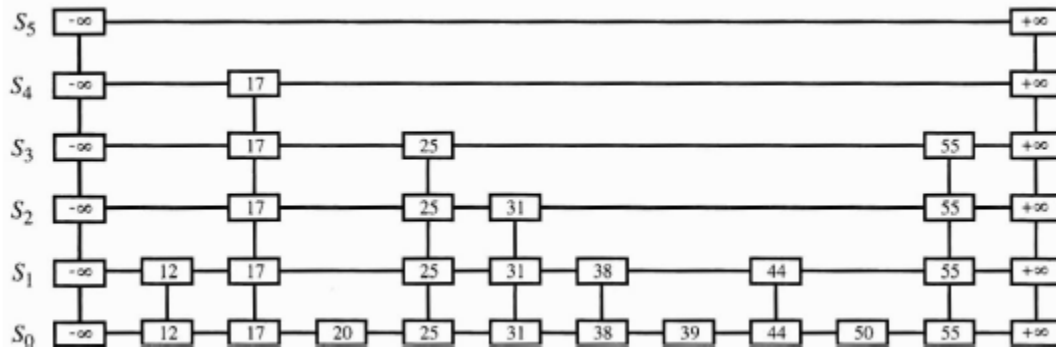 S5 -∞ +∞
S4 -∞ 17 +∞
S3 -∞ 17 25 55 +∞
S2 -∞ 17 25 31 55 +∞
S1 -∞ 12 17 25 31 38 44 55 +∞
S0 -∞ 12 17 20 25 31 38 39 44 50 55 +∞